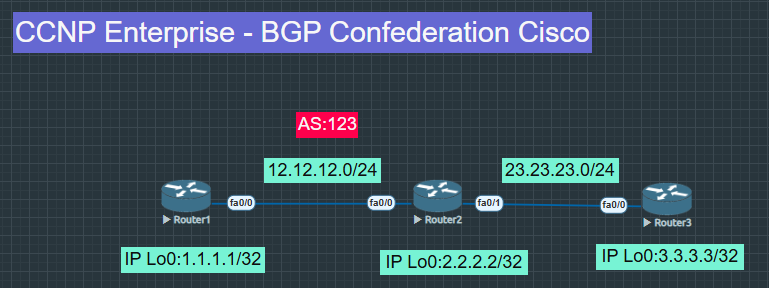 CCNP Enterprise - BGP Confederation Cisco
AS:123
12.12.12.0/24
23.23.23.0/24
fa0/0
fa0/0
fa0/1
fa0/0
Router1
Router2
Router3
IP Lo0:1.1.1.1/32
IP Lo0:2.2.2.2/32
IP Lo0:3.3.3.3/32